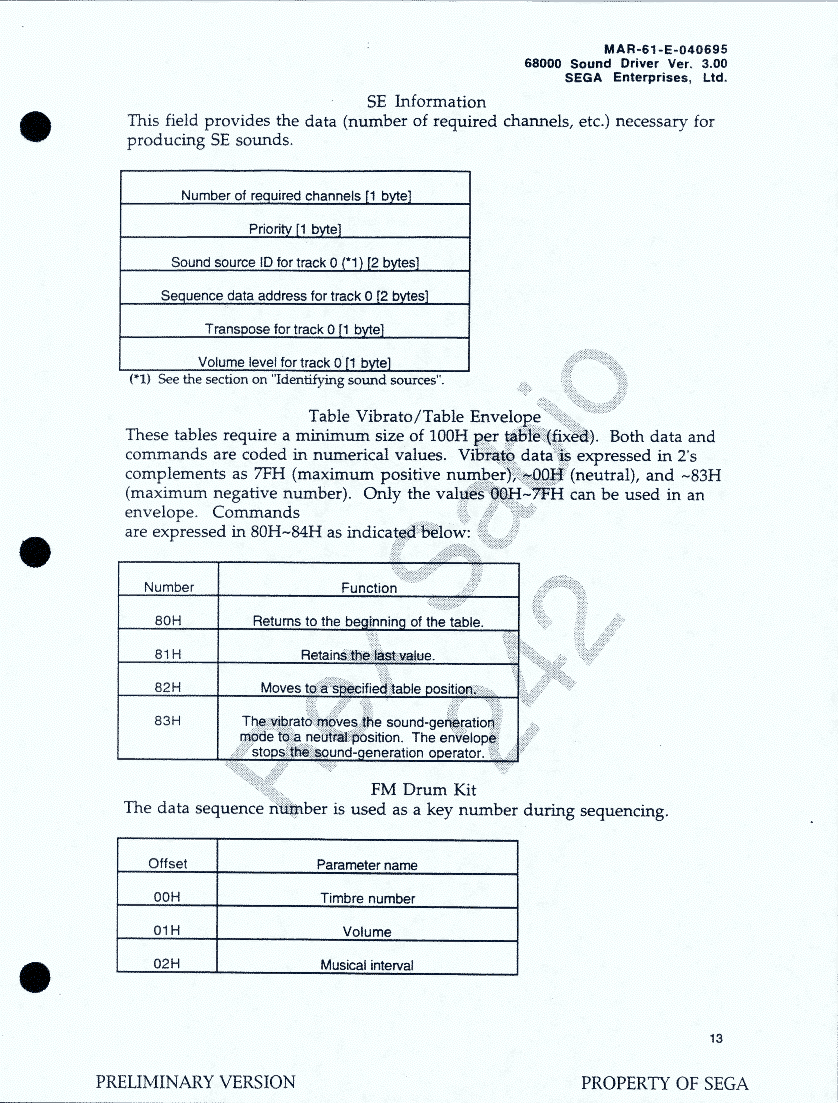 MAR-61-E-040695
68000 Sound Driver Ver. 3.00
SEGA Enterprises, Ltd.
SE Information
This field provides the data (number of required channels, etc.) necessary for
producing SE sounds.
Number of required channels [1 byte]
Priority [1 byte]
Sound source ID for track 0 (*1) [2 bytes]
Sequence data address for track 0 [2 bytes]
Transpose for track 0 [1 byte]
Volume level for track 0 [1 byte]
(*1) See the section on "Identifying sound sources".
Table Vibrato/Table Envelope
These tables require a minimum size of 100H per table (fixed). Both data and
commands are coded in numerical values. Vibrato data is expressed in 2's
complements as 7FH (maximum positive number), ~00H (neutral), and ~83H
(maximum negative number). Only the values 00H~7FH can be used in an
envelope. Commands
are expressed in 80H~84H as indicated below:
Number Function
80H Returns to the beginning of the table.
81H Retains the last value.
82H Moves to a specified table position.
83H The vibrato moves the sound-generation
mode to a neutral position. The envelope
stops the sound-generation operator.
FM Drum Kit
The data sequence number is used as a key number during sequencing.
Offset Parameter name
00H Timbre number
01H Volume
02H Musical interval
13
PRELIMINARY VERSION PROPERTY OF SEGA
Rex Sabio
242